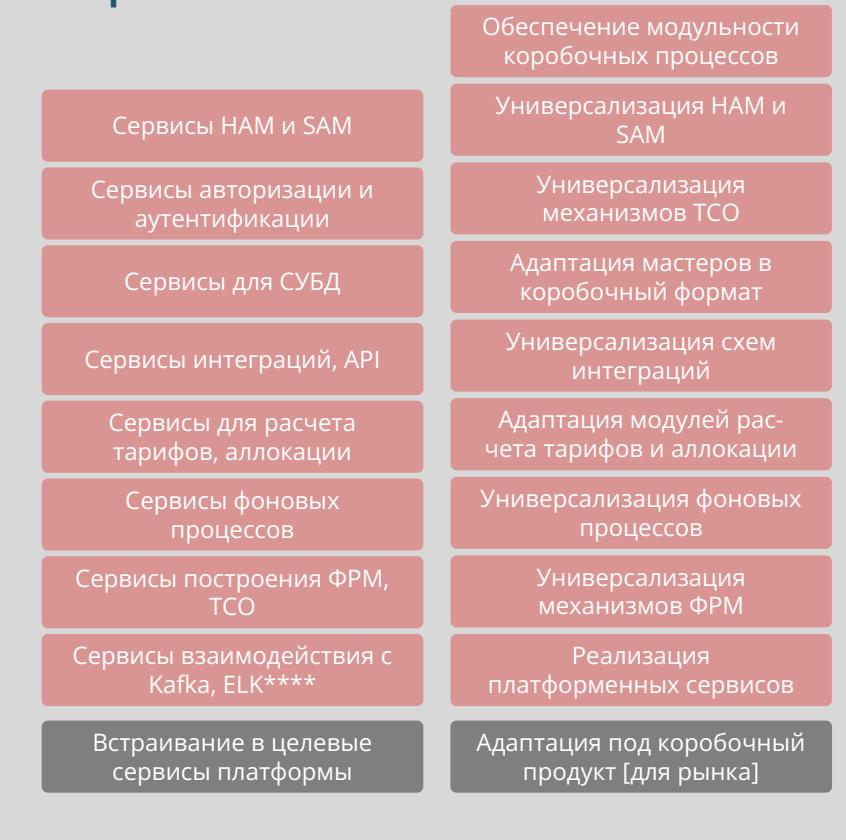 Сервисы HAM и SAM
Сервисы авторизации и
аутентификации
Сервисы для СУБД
Сервисы интеграций, API
Сервисы для расчета
тарифов, аллокации
Сервисы фоновых
процессов
Сервисы построения ФРМ,
TCO
Сервисы взаимодействия с
Kafka, ELK****
Встраивание в целевые
сервисы платформы
Обеспечение модульности
коробочных процессов
Универсализация HAM и
SAM
Универсализация
механизмов TCO
Адаптация мастеров в
коробочный формат
Универсализация схем
интеграций
Адаптация модулей рас-
чета тарифов и аллокации
Универсализация фоновых
процессов
Универсализация
механизмов ФРМ
Реализация
платформенных сервисов
Адаптация под коробочный
продукт [для рынка]